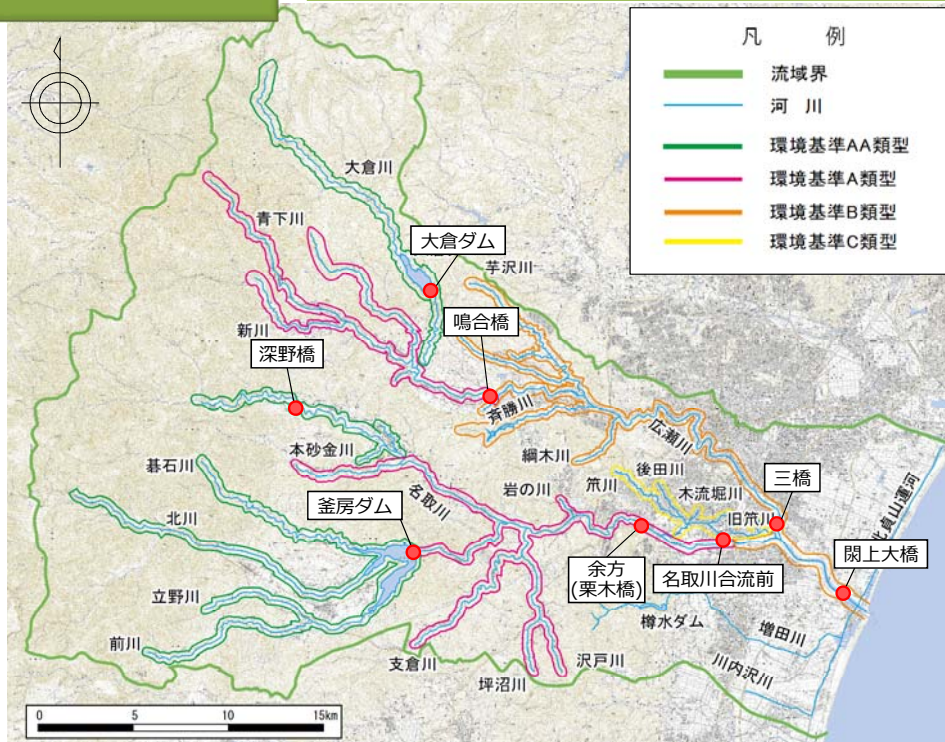 凡 例
流域界
河 川
環境基準AA類型
環境基準A類型
環境基準B類型
環境基準C類型
大倉川
青下川
大倉ダム
芋沢川
新川
鳴合橋
深野橋
斉勝川
広瀬川
本砂金川
綱木川
後田川
碁石川
岩の川
笊川
木流堀川
三橋
北貞山運河
名取川
旧笊川
北川
釜房ダム
余方
(栗木橋)
名取川合流前
閖上大橋
立野川
樽水ダム
増田川
前川
支倉川
沢戸川
川内沢川
坪沼川
0 5 10 15km